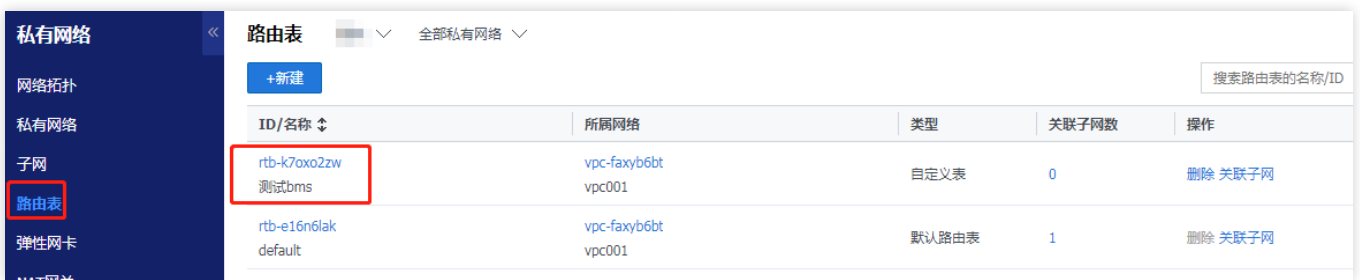 私有网络
«
网络拓扑
私有网络
子网
路由表
弹性网卡
NAT网关
路由表 全部私有网络
+新建
搜索路由表的名称/ID
ID/名称 所属网络 类型 关联子网数 操作
rtb-k7oxo2zw vpc-faxyb6bt 自定义表 0 删除 关联子网
测试bms vpc001
rtb-e16n6lak vpc-faxyb6bt 默认路由表 1 删除 关联子网
default vpc001